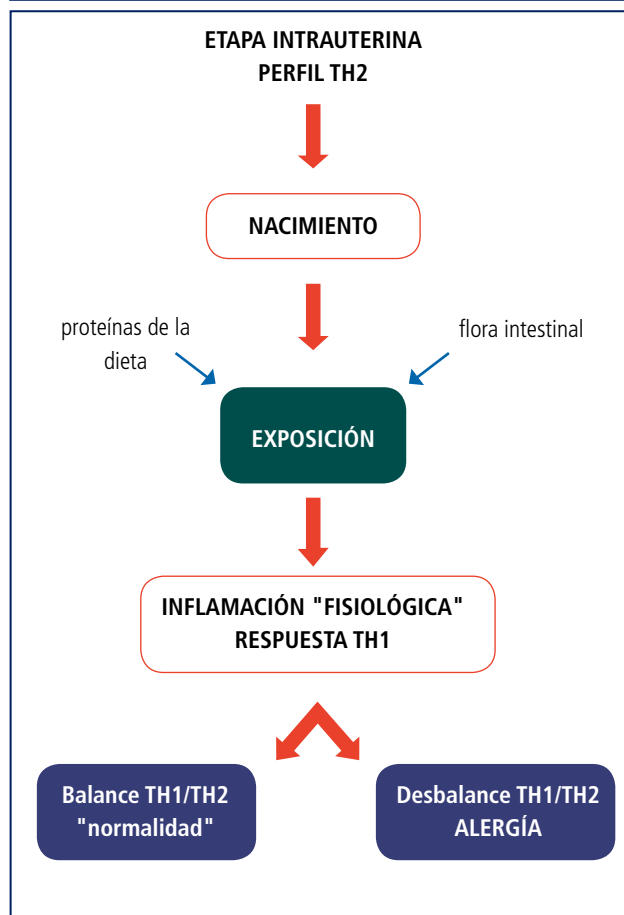 ETAPA INTRAUTERINA
PERFIL TH2
NACIMIENTO
proteínas de la
dieta
flora intestinal
EXPOSICIÓN
INFLAMACIÓN "FISIOLÓGICA"
RESPUESTA TH1
Balance TH1/TH2
"normalidad"
Desbalance TH1/TH2
ALERGÍA